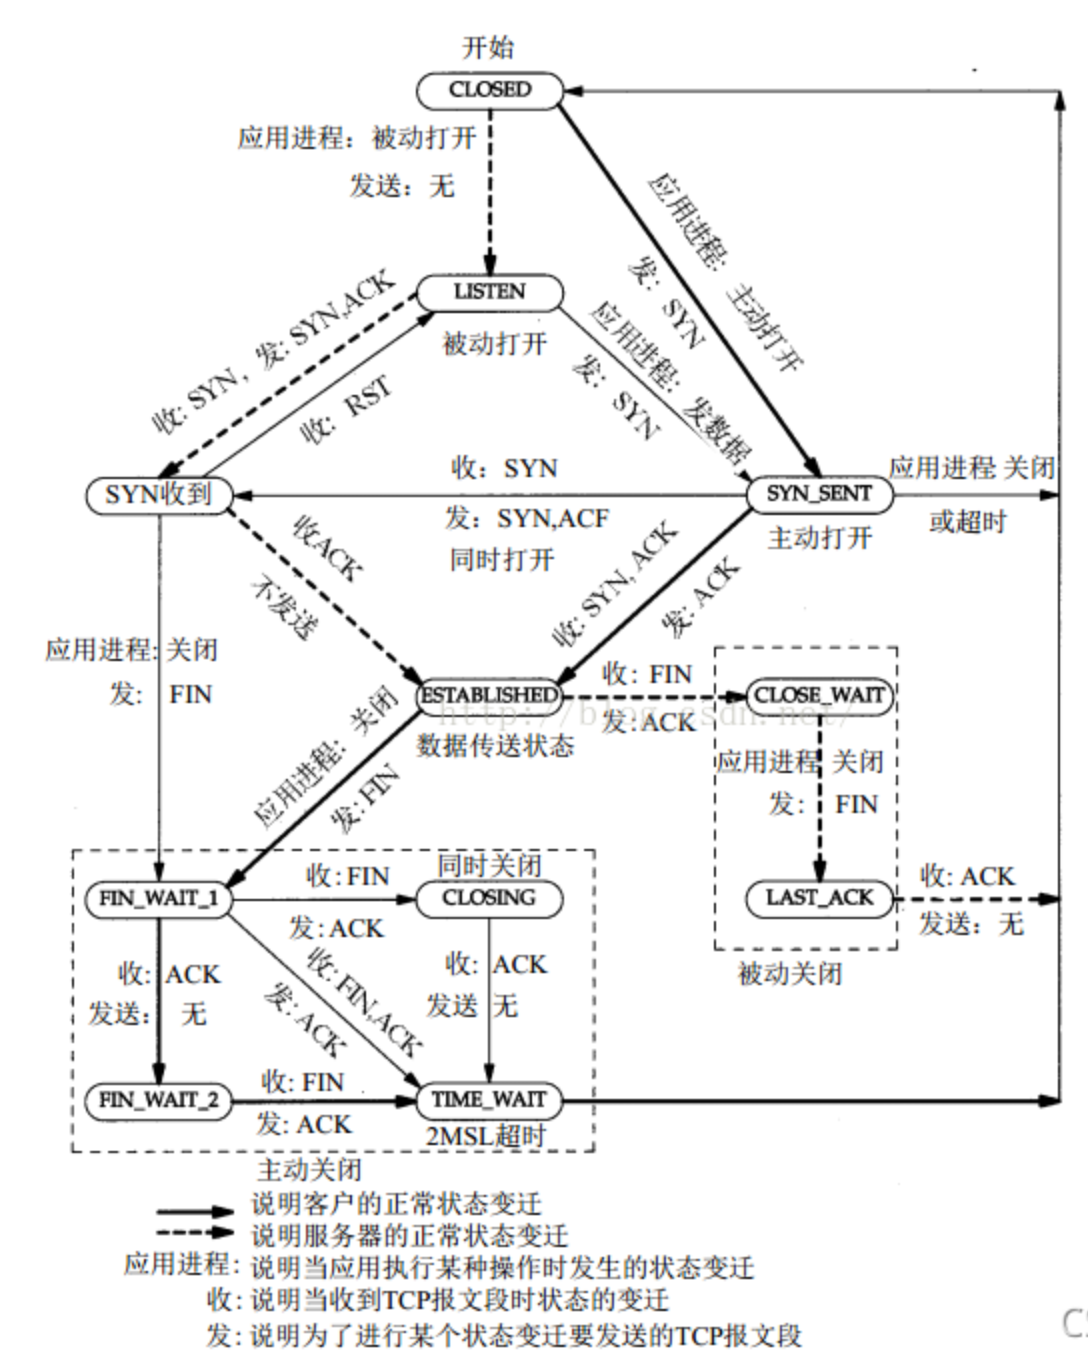 开始
CLOSED
应用进程：被动打开
发送：无
应用进程：主动打开
发：SYN
LISTEN
被动打开
收：SYN，发：SYN,ACK
收：RST
应用进程：发数据
发：SYN
SYN收到
收：SYN
发：SYN,ACF
同时打开
SYN_SENT
主动打开
应用进程 关闭
或超时
收ACK
不发送
收：SYN, ACK
发：ACK
应用进程：关闭
发：FIN
ESTABLISHED
http://blog.csdn.net/
数据传送状态
收：FIN
发：ACK
CLOSE_WAIT
应用进程 关闭
发：FIN
应用进程：关闭
发：FIN
LAST_ACK
收：ACK
发送：无
被动关闭
FIN_WAIT_1
收：FIN
发：ACK
同时关闭
CLOSING
收：ACK
发送：无
收：FIN,ACK
发：ACK
收：ACK
发送 无
FIN_WAIT_2
收：FIN
发：ACK
TIME_WAIT
2MSL超时
主动关闭
说明客户的正常状态变迁
说明服务器的正常状态变迁
应用进程：说明当应用执行某种操作时发生的状态变迁
收：说明当收到TCP报文段时状态的变迁
发：说明为了进行某个状态变迁要发送的TCP报文段